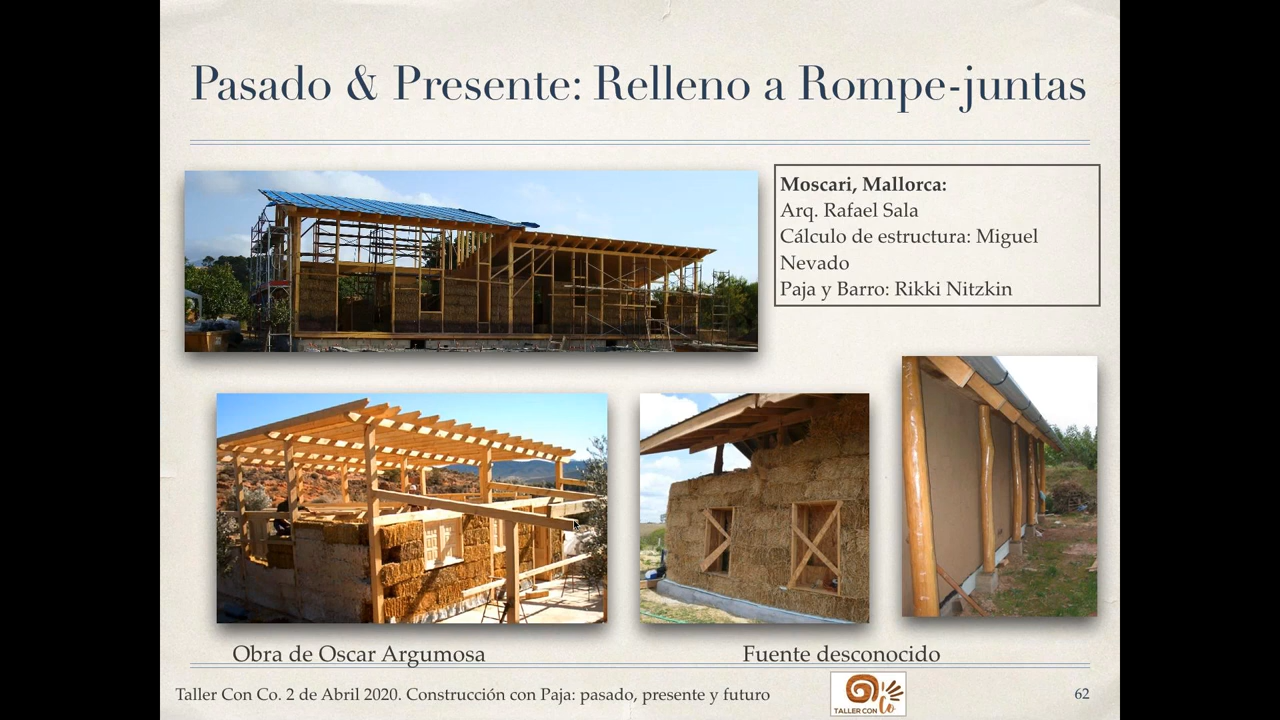 Pasado & Presente: Relleno a Rompe-juntas
Moscari, Mallorca:
Arq. Rafael Sala
Cálculo de estructura: Miguel
Nevado
Paja y Barro: Rikki Nitzkin
Obra de Oscar Argumosa
Fuente desconocido
Taller Con Co. 2 de Abril 2020. Construcción con Paja: pasado, presente y futuro
TALLER CON Co
62